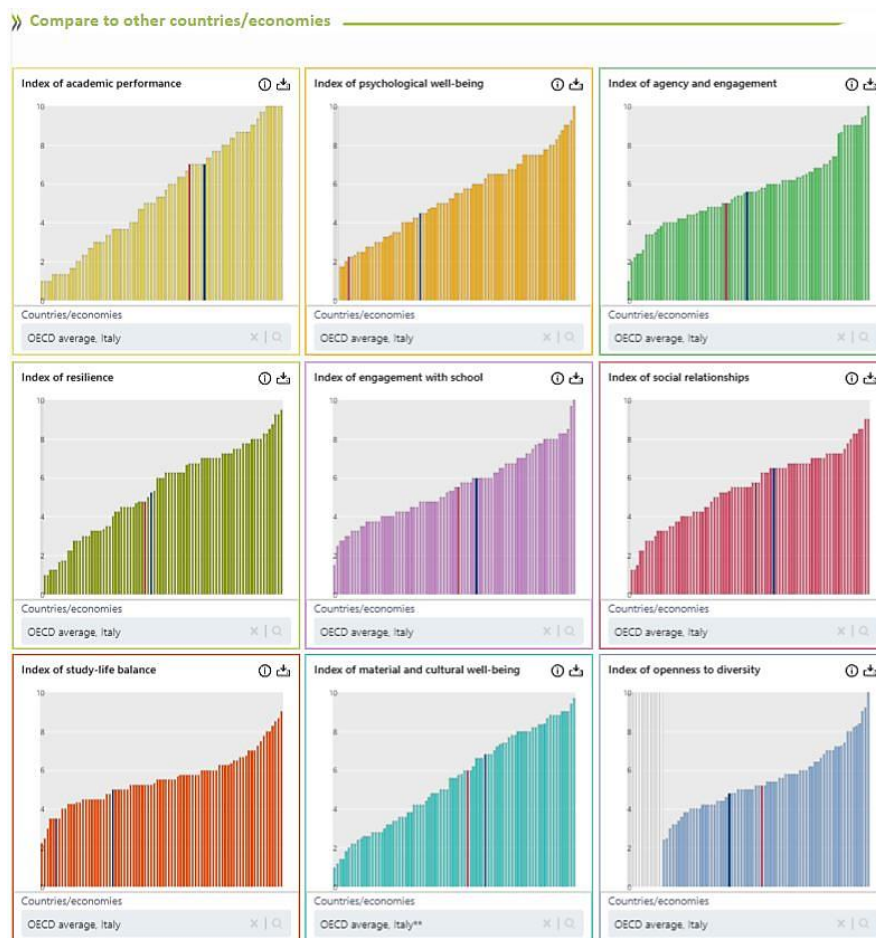 Compare to other countries/economies
Index of academic performance
10
8
6
4
2
0
Countries/economies
OECD average, Italy
Index of psychological well-being
10
8
6
4
2
0
Countries/economies
OECD average, Italy
Index of agency and engagement
10
8
6
4
2
0
Countries/economies
OECD average, Italy
Index of resilience
10
8
6
4
2
0
Countries/economies
OECD average, Italy
Index of engagement with school
10
8
6
4
2
0
Countries/economies
OECD average, Italy
Index of social relationships
10
8
6
4
2
0
Countries/economies
OECD average, Italy
Index of study-life balance
10
8
6
4
2
0
Countries/economies
OECD average, Italy
Index of material and cultural well-being
10
8
6
4
2
0
Countries/economies
OECD average, Italy**
Index of openness to diversity
10
8
6
4
2
0
Countries/economies
OECD average, Italy